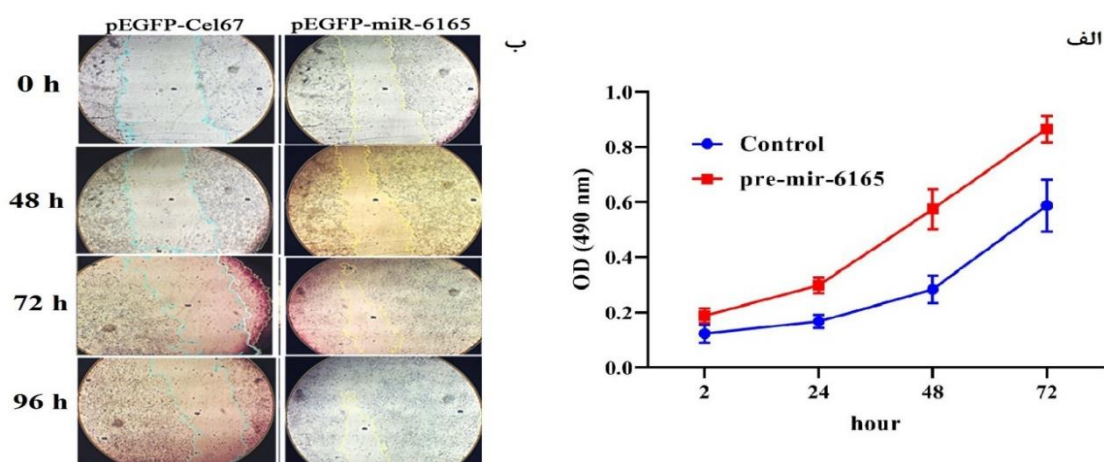 pEGFP-Cel67
pEGFP-miR-6165
ب
0 h
48 h
72 h
96 h
الف
1.0
0.8
0.6
0.4
0.2
0.0
OD (490 nm)
Control
pre-mir-6165
2
24
48
72
hour